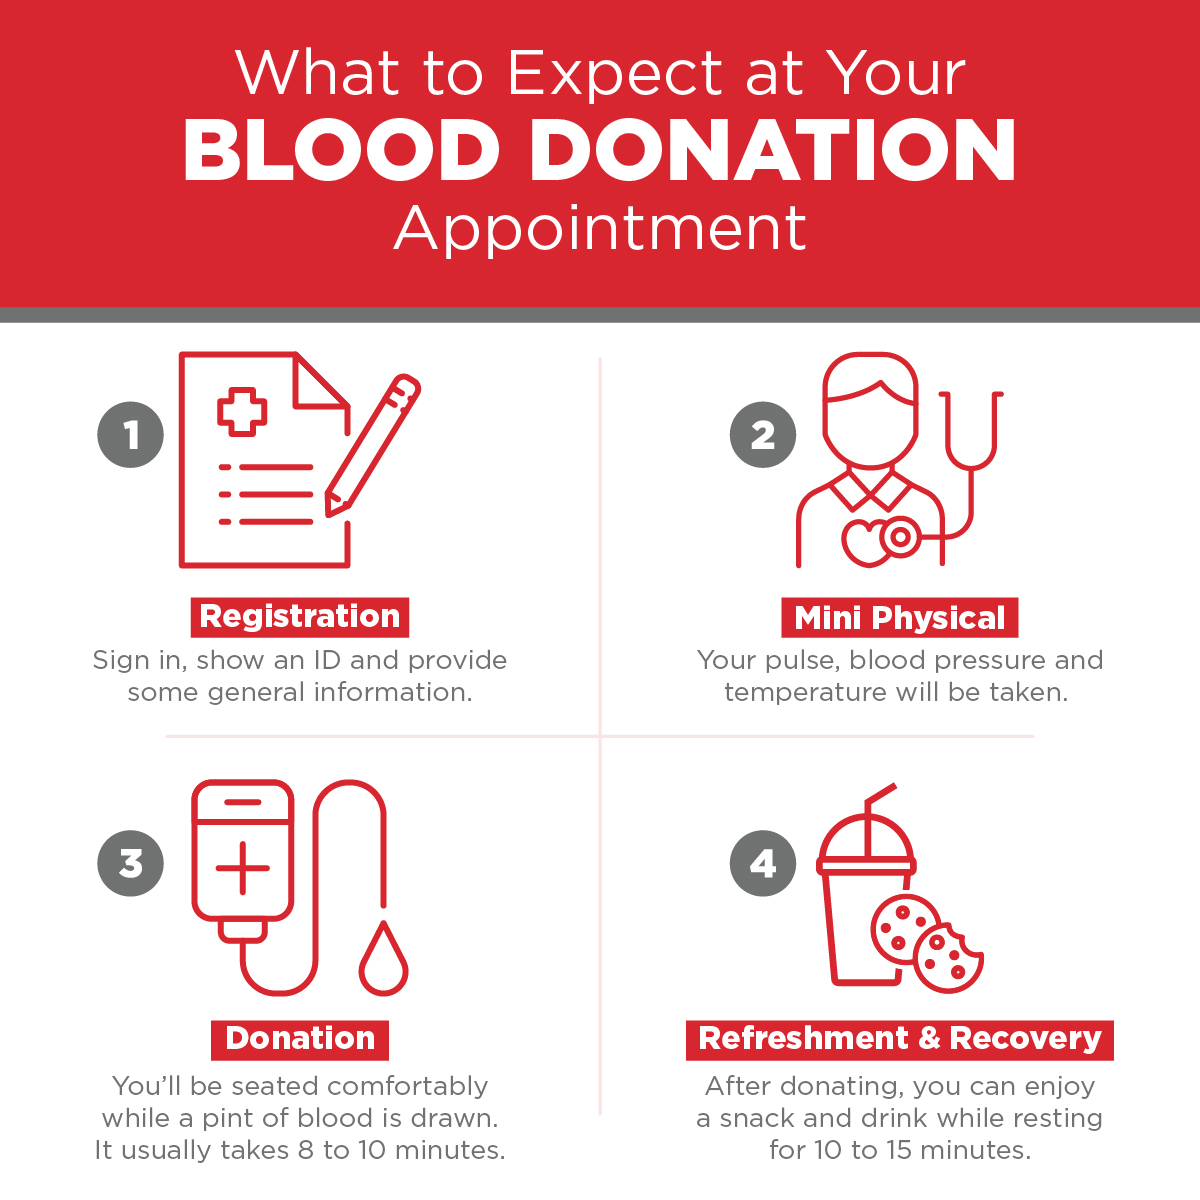 What to Expect at Your
BLOOD DONATION
Appointment
1
Registration
Sign in, show an ID and provide
some general information.
2
Mini Physical
Your pulse, blood pressure and
temperature will be taken.
3
Donation
You’ll be seated comfortably
while a pint of blood is drawn.
It usually takes 8 to 10 minutes.
4
Refreshment & Recovery
After donating, you can enjoy
a snack and drink while resting
for 10 to 15 minutes.